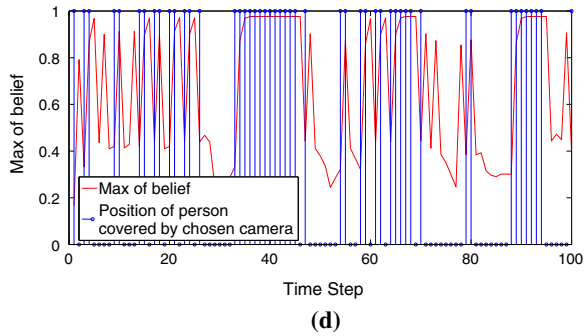 1
0.8
0.6
0.4
0.2
0
Max of belief
Max of belief
Position of person
covered by chosen camera
0 20 40 60 80 100
Time Step
(d)